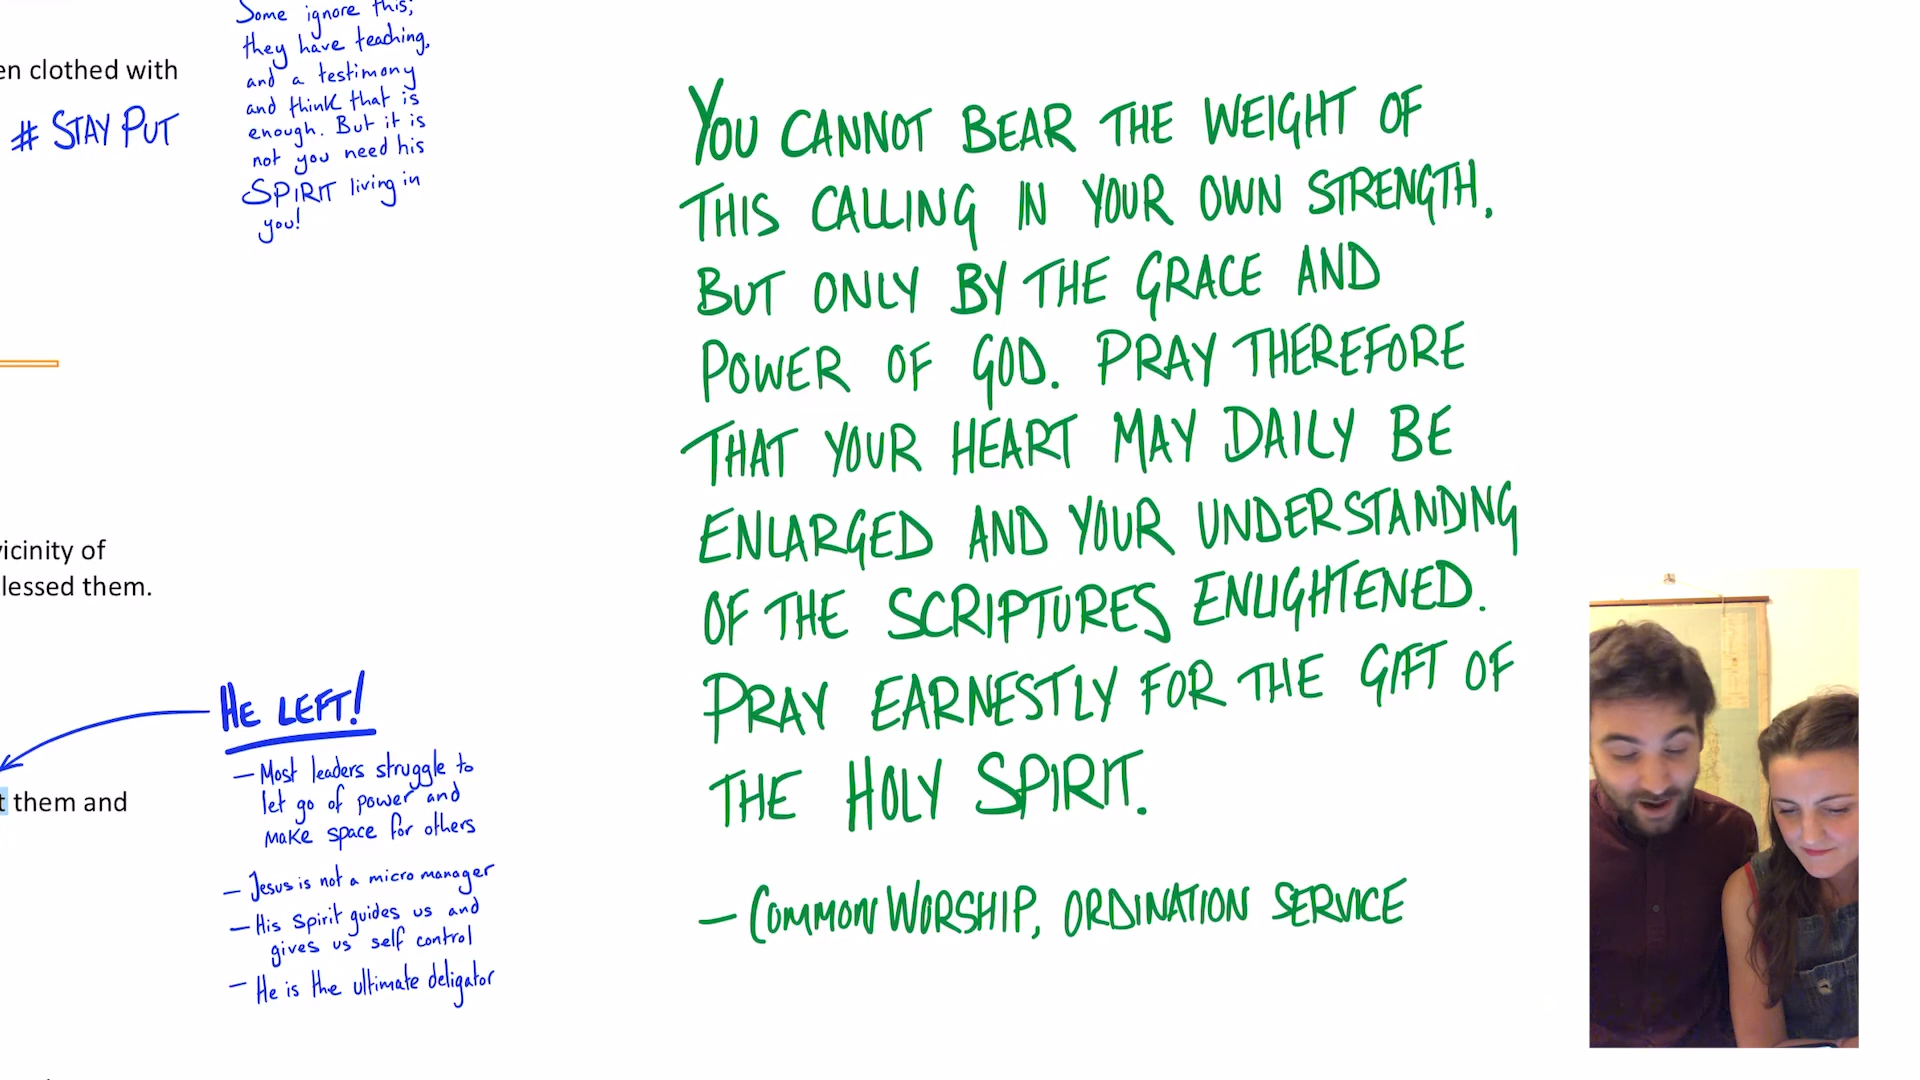 en clothed with
# STAY PUT
vicinity of
lessed them.
t them and
Some ignore this;
they have teaching,
and a testimony
and think that is
enough. But it is
not you need his
SPIRIT living in
you!
HE LEFT!
– Most leaders struggle to
let go of power and
make space for others
– Jesus is not a micro manager
– His Spirit guides us and
gives us self control
– He is the ultimate deligator
YOU CANNOT BEAR THE WEIGHT OF
THIS CALLING IN YOUR OWN STRENGTH,
BUT ONLY BY THE GRACE AND
POWER OF GOD. PRAY THEREFORE
THAT YOUR HEART MAY DAILY BE
ENLARGED AND YOUR UNDERSTANDING
OF THE SCRIPTURES ENLIGHTENED.
PRAY EARNESTLY FOR THE GIFT OF
THE HOLY SPIRIT.
– COMMON WORSHIP, ORDINATION SERVICE